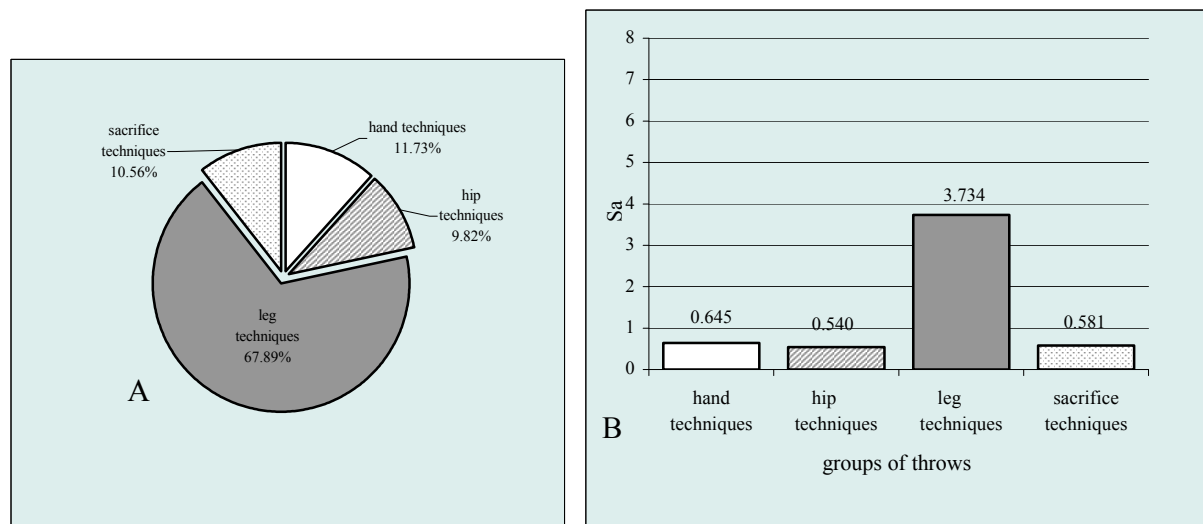 sacrifice
techniques
10.56%
hand techniques
11.73%
hip
techniques
9.82%
leg
techniques
67.89%
A
8
7
6
5
4
3
2
1
0
Sa
0.645
0.540
3.734
0.581
hand
techniques
hip
techniques
leg
techniques
sacrifice
techniques
B
groups of throws